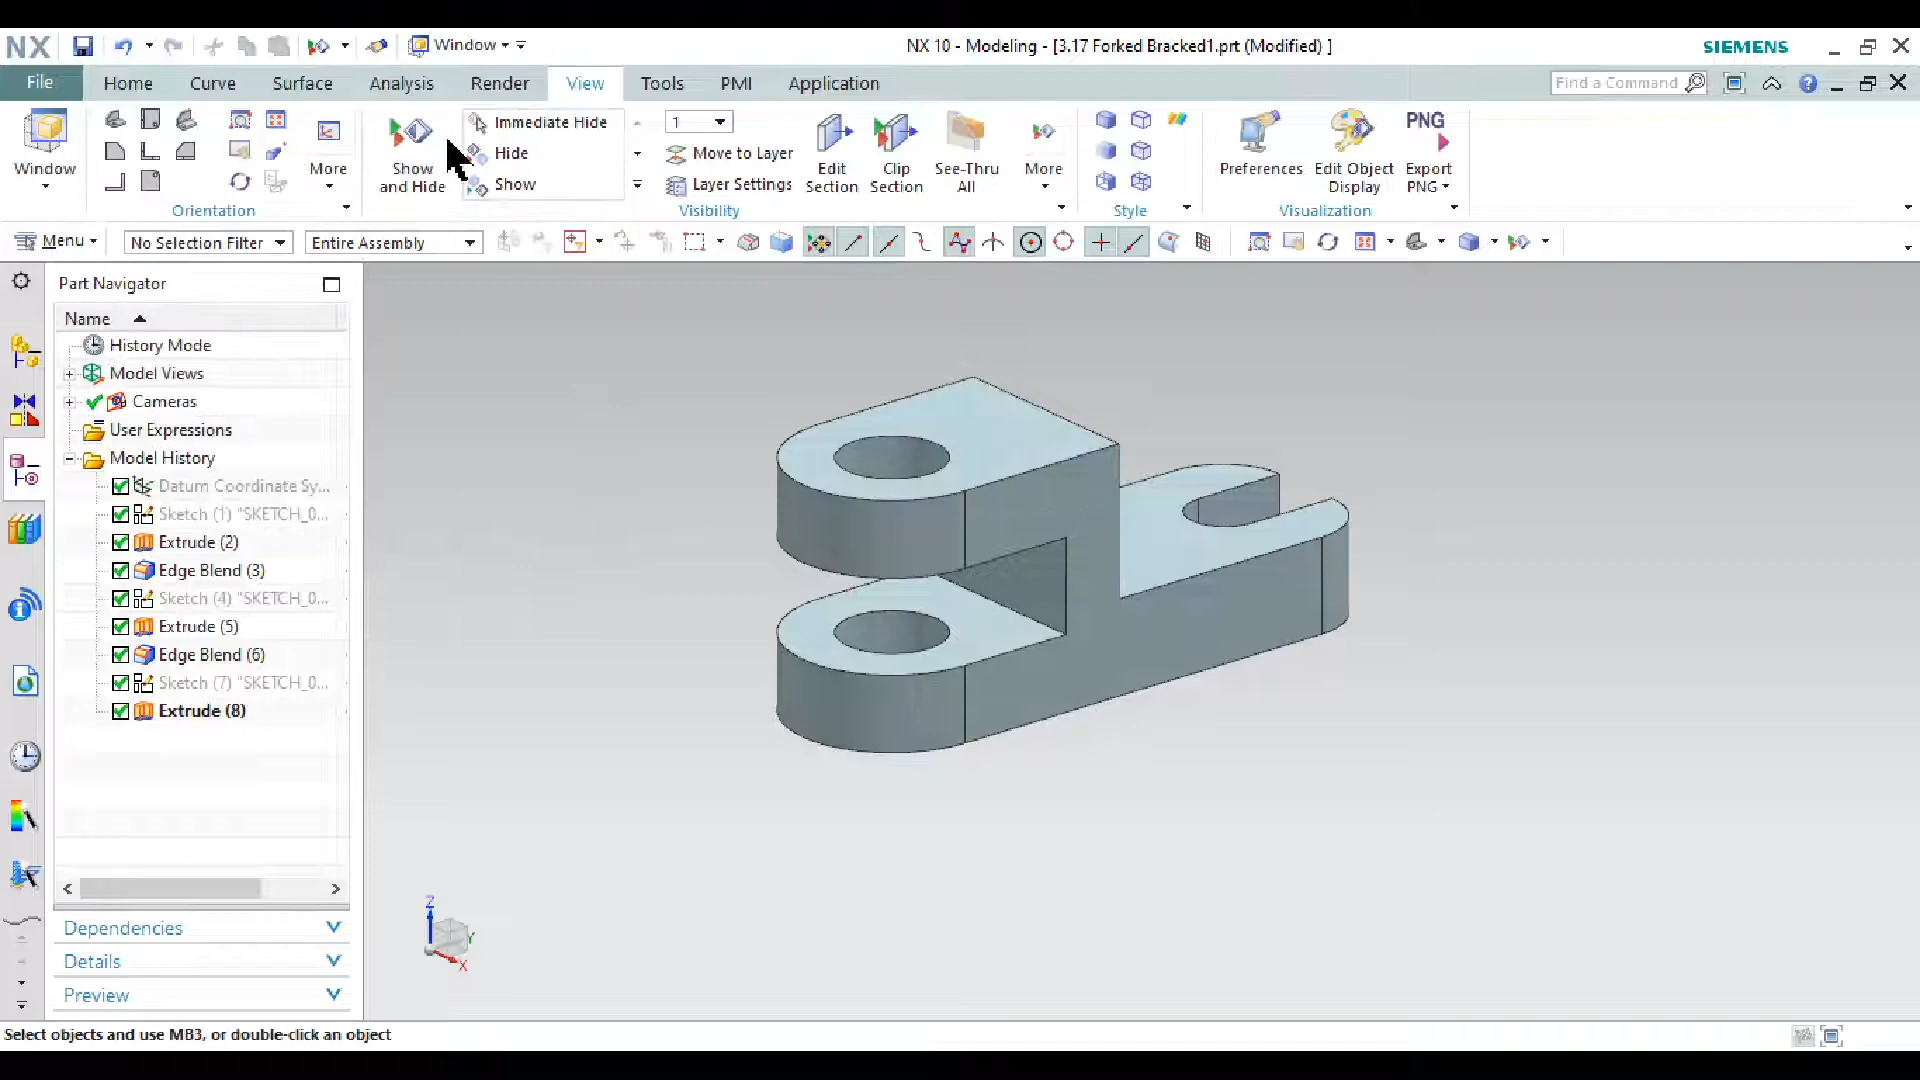 NX Window NX 10 - Modeling - [3.17 Forked Bracked1.prt (Modified) ] SIEMENS
File Home Curve Surface Analysis Render View Tools PMI Application Find a Command
Window
More
Orientation
Show and Hide
Immediate Hide
Hide
Show
1
Move to Layer
Layer Settings
Visibility
Edit Section
Clip Section
See-Thru All
More
Style
Preferences
Edit Object Display
PNG
Export PNG
Visualization
Menu No Selection Filter Entire Assembly
Part Navigator
Name
History Mode
Model Views
Cameras
User Expressions
Model History
Datum Coordinate Sy...
Sketch (1) "SKETCH_0...
Extrude (2)
Edge Blend (3)
Sketch (4) "SKETCH_0...
Extrude (5)
Edge Blend (6)
Sketch (7) "SKETCH_0...
Extrude (8)
Dependencies
Details
Preview
Z
Y
X
Select objects and use MB3, or double-click an object